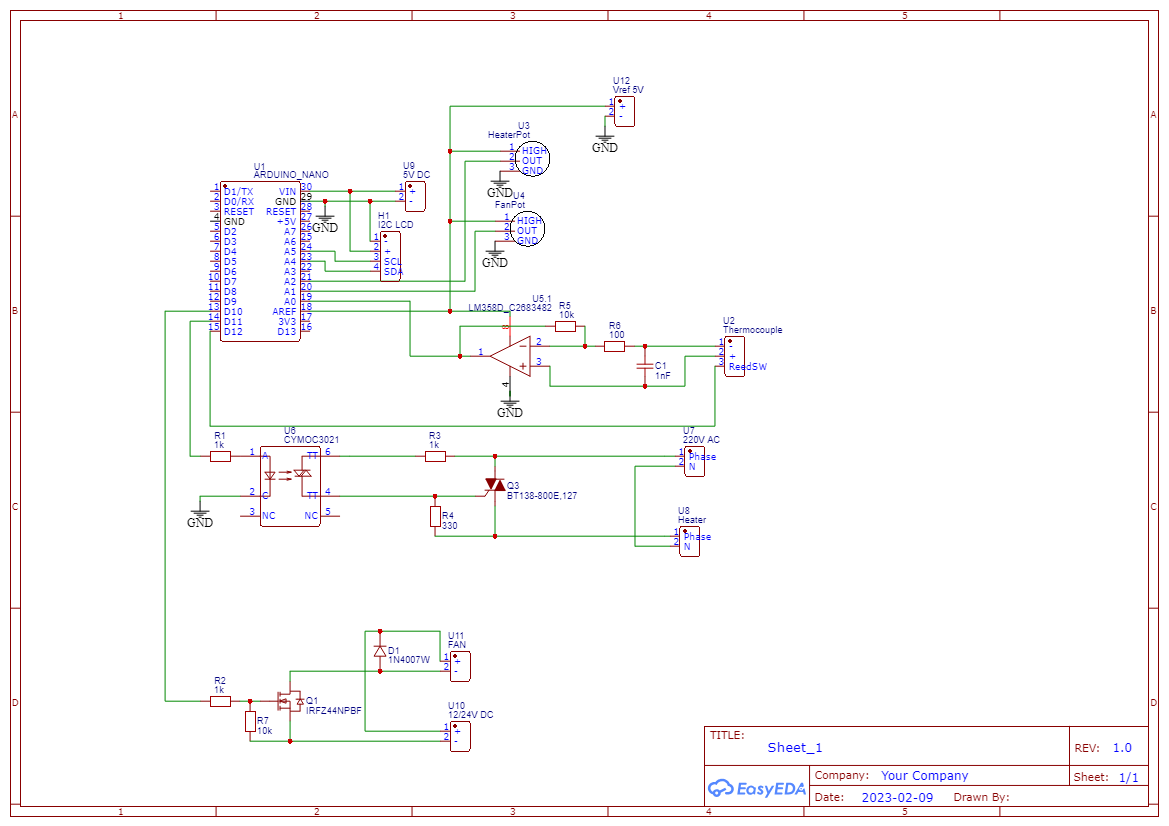 1 2 3 4 5
A A
B B
C C
D D
1 2 3 4 5
U12
Vref 5V
1 +
2 -
GND
U3
HeaterPot
1 HIGH
2 OUT
3 GND
GND
U4
FanPot
1 HIGH
2 OUT
3 GND
GND
U1
ARDUINO_NANO
1 D1/TX VIN 30
2 D0/RX GND 29
3 RESET RESET 28
4 GND +5V 27
5 D2 A7 26
6 D3 A6 25
7 D4 A5 24
8 D5 A4 23
9 D6 A3 22
10 D7 A2 21
11 D8 A1 20
12 D9 A0 19
13 D10 AREF 18
14 D11 3V3 17
15 D12 D13 16
U9
5V DC
1 +
2 -
GND
H1
I2C LCD
1 -
2 +
3 SCL
4 SDA
U5.1
LM358D_C2683482
8
1
2 -
3 +
4
GND
R5
10k
R6
100
C1
1nF
U2
Thermocouple
1 -
2 +
3 ReedSW
R1
1k
U6
CYMOC3021
1 A TT 6
2 C TT 4
3 NC NC 5
GND
R3
1k
Q3
BT138-800E,127
R4
330
U7
220V AC
1 Phase
2 N
U8
Heater
1 Phase
2 N
U11
FAN
1 +
2 -
D1
1N4007W
U10
12/24V DC
1 +
2 -
R2
1k
Q1
IRFZ44NPBF
R7
10k
TITLE:
Sheet_1
REV: 1.0
EasyEDA
Company: Your Company
Sheet: 1/1
Date: 2023-02-09 Drawn By: